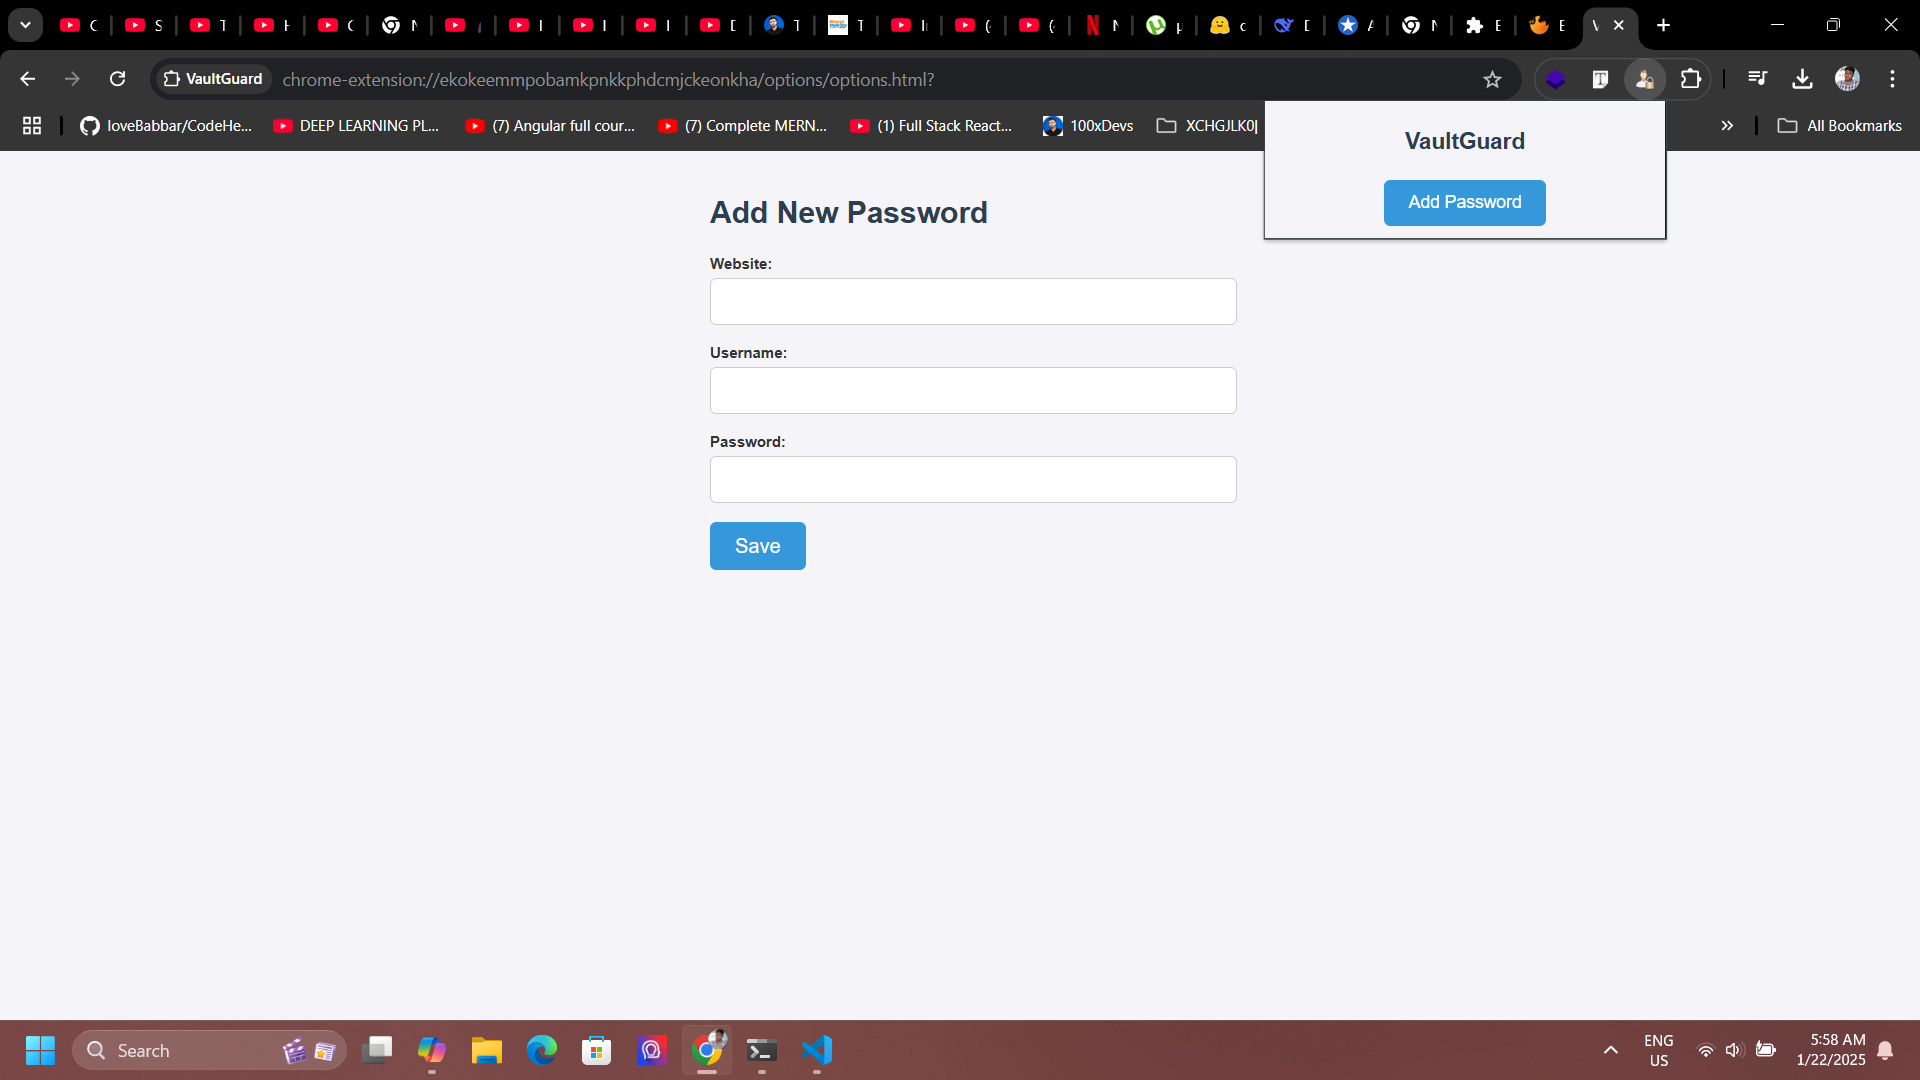 VaultGuard
chrome-extension://ekokeemmpobamkpnkkphdcmjckeonkha/options/options.html?
loveBabbar/CodeHe...
DEEP LEARNING PL...
(7) Angular full cour...
(7) Complete MERN...
(1) Full Stack React...
100xDevs
XCHGJLK0|
All Bookmarks
VaultGuard
Add Password
Add New Password
Website:
Username:
Password:
Save
Search
ENG
US
5:58 AM
1/22/2025